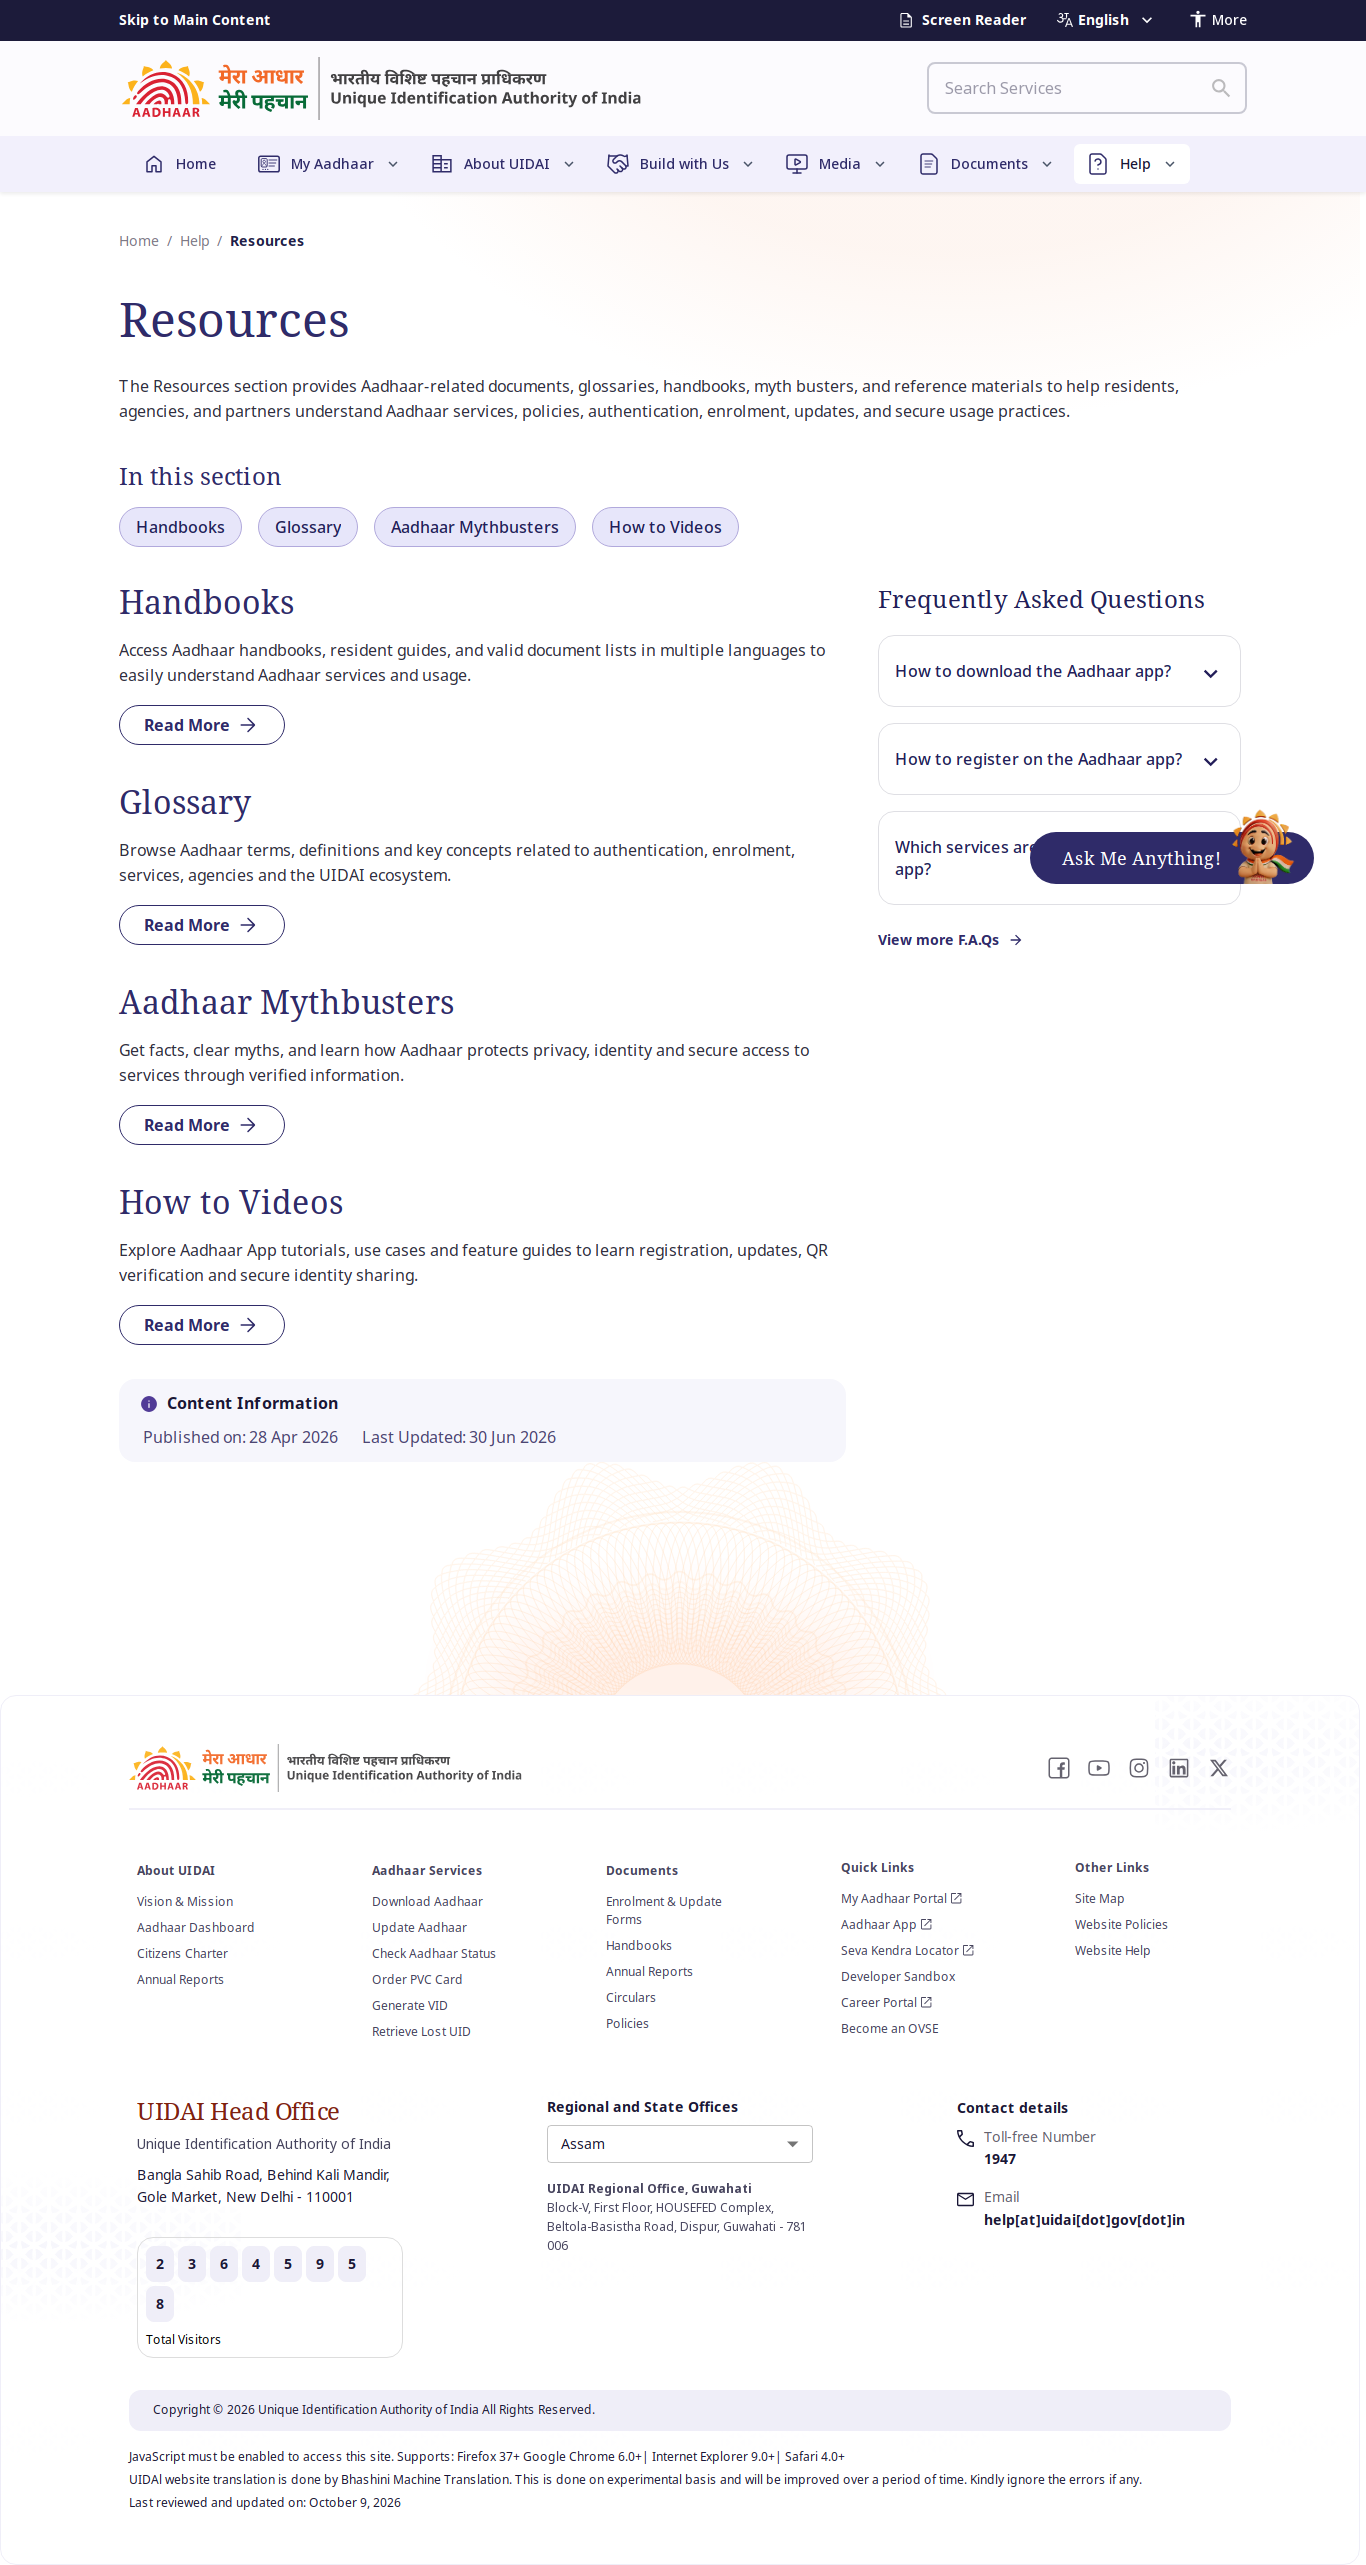 Skip to Main Content
Screen Reader
English
More
AADHAAR
मेरा आधार
मेरी पहचान
भारतीय विशिष्ट पहचान प्राधिकरण
Unique Identification Authority of India
Search Services
Home
My Aadhaar
About UIDAI
Build with Us
Media
Documents
Help
Home / Help / Resources
Resources
The Resources section provides Aadhaar-related documents, glossaries, handbooks, myth busters, and reference materials to help residents,
agencies, and partners understand Aadhaar services, policies, authentication, enrolment, updates, and secure usage practices.
In this section
Handbooks
Glossary
Aadhaar Mythbusters
How to Videos
Handbooks
Access Aadhaar handbooks, resident guides, and valid document lists in multiple languages to
easily understand Aadhaar services and usage.
Read More
Glossary
Browse Aadhaar terms, definitions and key concepts related to authentication, enrolment,
services, agencies and the UIDAI ecosystem.
Read More
Aadhaar Mythbusters
Get facts, clear myths, and learn how Aadhaar protects privacy, identity and secure access to
services through verified information.
Read More
How to Videos
Explore Aadhaar App tutorials, use cases and feature guides to learn registration, updates, QR
verification and secure identity sharing.
Read More
Content Information
Published on: 28 Apr 2026 Last Updated: 30 Jun 2026
Frequently Asked Questions
How to download the Aadhaar app?
How to register on the Aadhaar app?
Which services are
app?
Ask Me Anything!
View more F.A.Qs
AADHAAR
मेरा आधार
मेरी पहचान
भारतीय विशिष्ट पहचान प्राधिकरण
Unique Identification Authority of India
About UIDAI
Vision & Mission
Aadhaar Dashboard
Citizens Charter
Annual Reports
Aadhaar Services
Download Aadhaar
Update Aadhaar
Check Aadhaar Status
Order PVC Card
Generate VID
Retrieve Lost UID
Documents
Enrolment & Update
Forms
Handbooks
Annual Reports
Circulars
Policies
Quick Links
My Aadhaar Portal
Aadhaar App
Seva Kendra Locator
Developer Sandbox
Career Portal
Become an OVSE
Other Links
Site Map
Website Policies
Website Help
UIDAI Head Office
Unique Identification Authority of India
Bangla Sahib Road, Behind Kali Mandir,
Gole Market, New Delhi - 110001
2 3 6 4 5 9 5
8
Total Visitors
Regional and State Offices
Assam
UIDAI Regional Office, Guwahati
Block-V, First Floor, HOUSEFED Complex,
Beltola-Basistha Road, Dispur, Guwahati - 781
006
Contact details
Toll-free Number
1947
Email
help[at]uidai[dot]gov[dot]in
Copyright © 2026 Unique Identification Authority of India All Rights Reserved.
JavaScript must be enabled to access this site. Supports: Firefox 37+ Google Chrome 6.0+| Internet Explorer 9.0+| Safari 4.0+
UIDAl website translation is done by Bhashini Machine Translation. This is done on experimental basis and will be improved over a period of time. Kindly ignore the errors if any.
Last reviewed and updated on: October 9, 2026